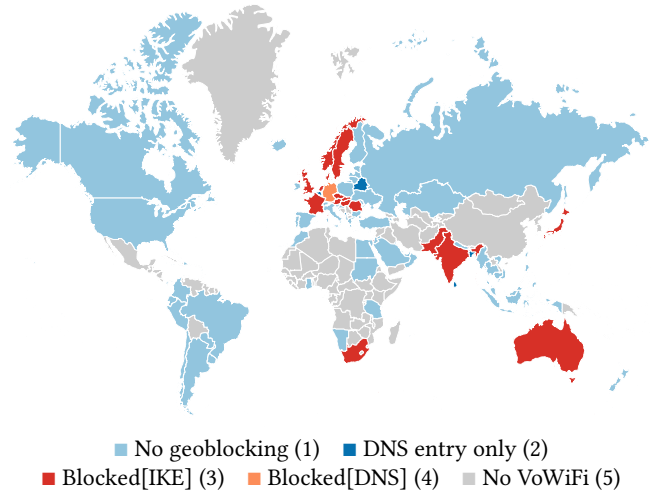 No geoblocking (1) DNS entry only (2)
Blocked[IKE] (3) Blocked[DNS] (4) No VoWiFi (5)